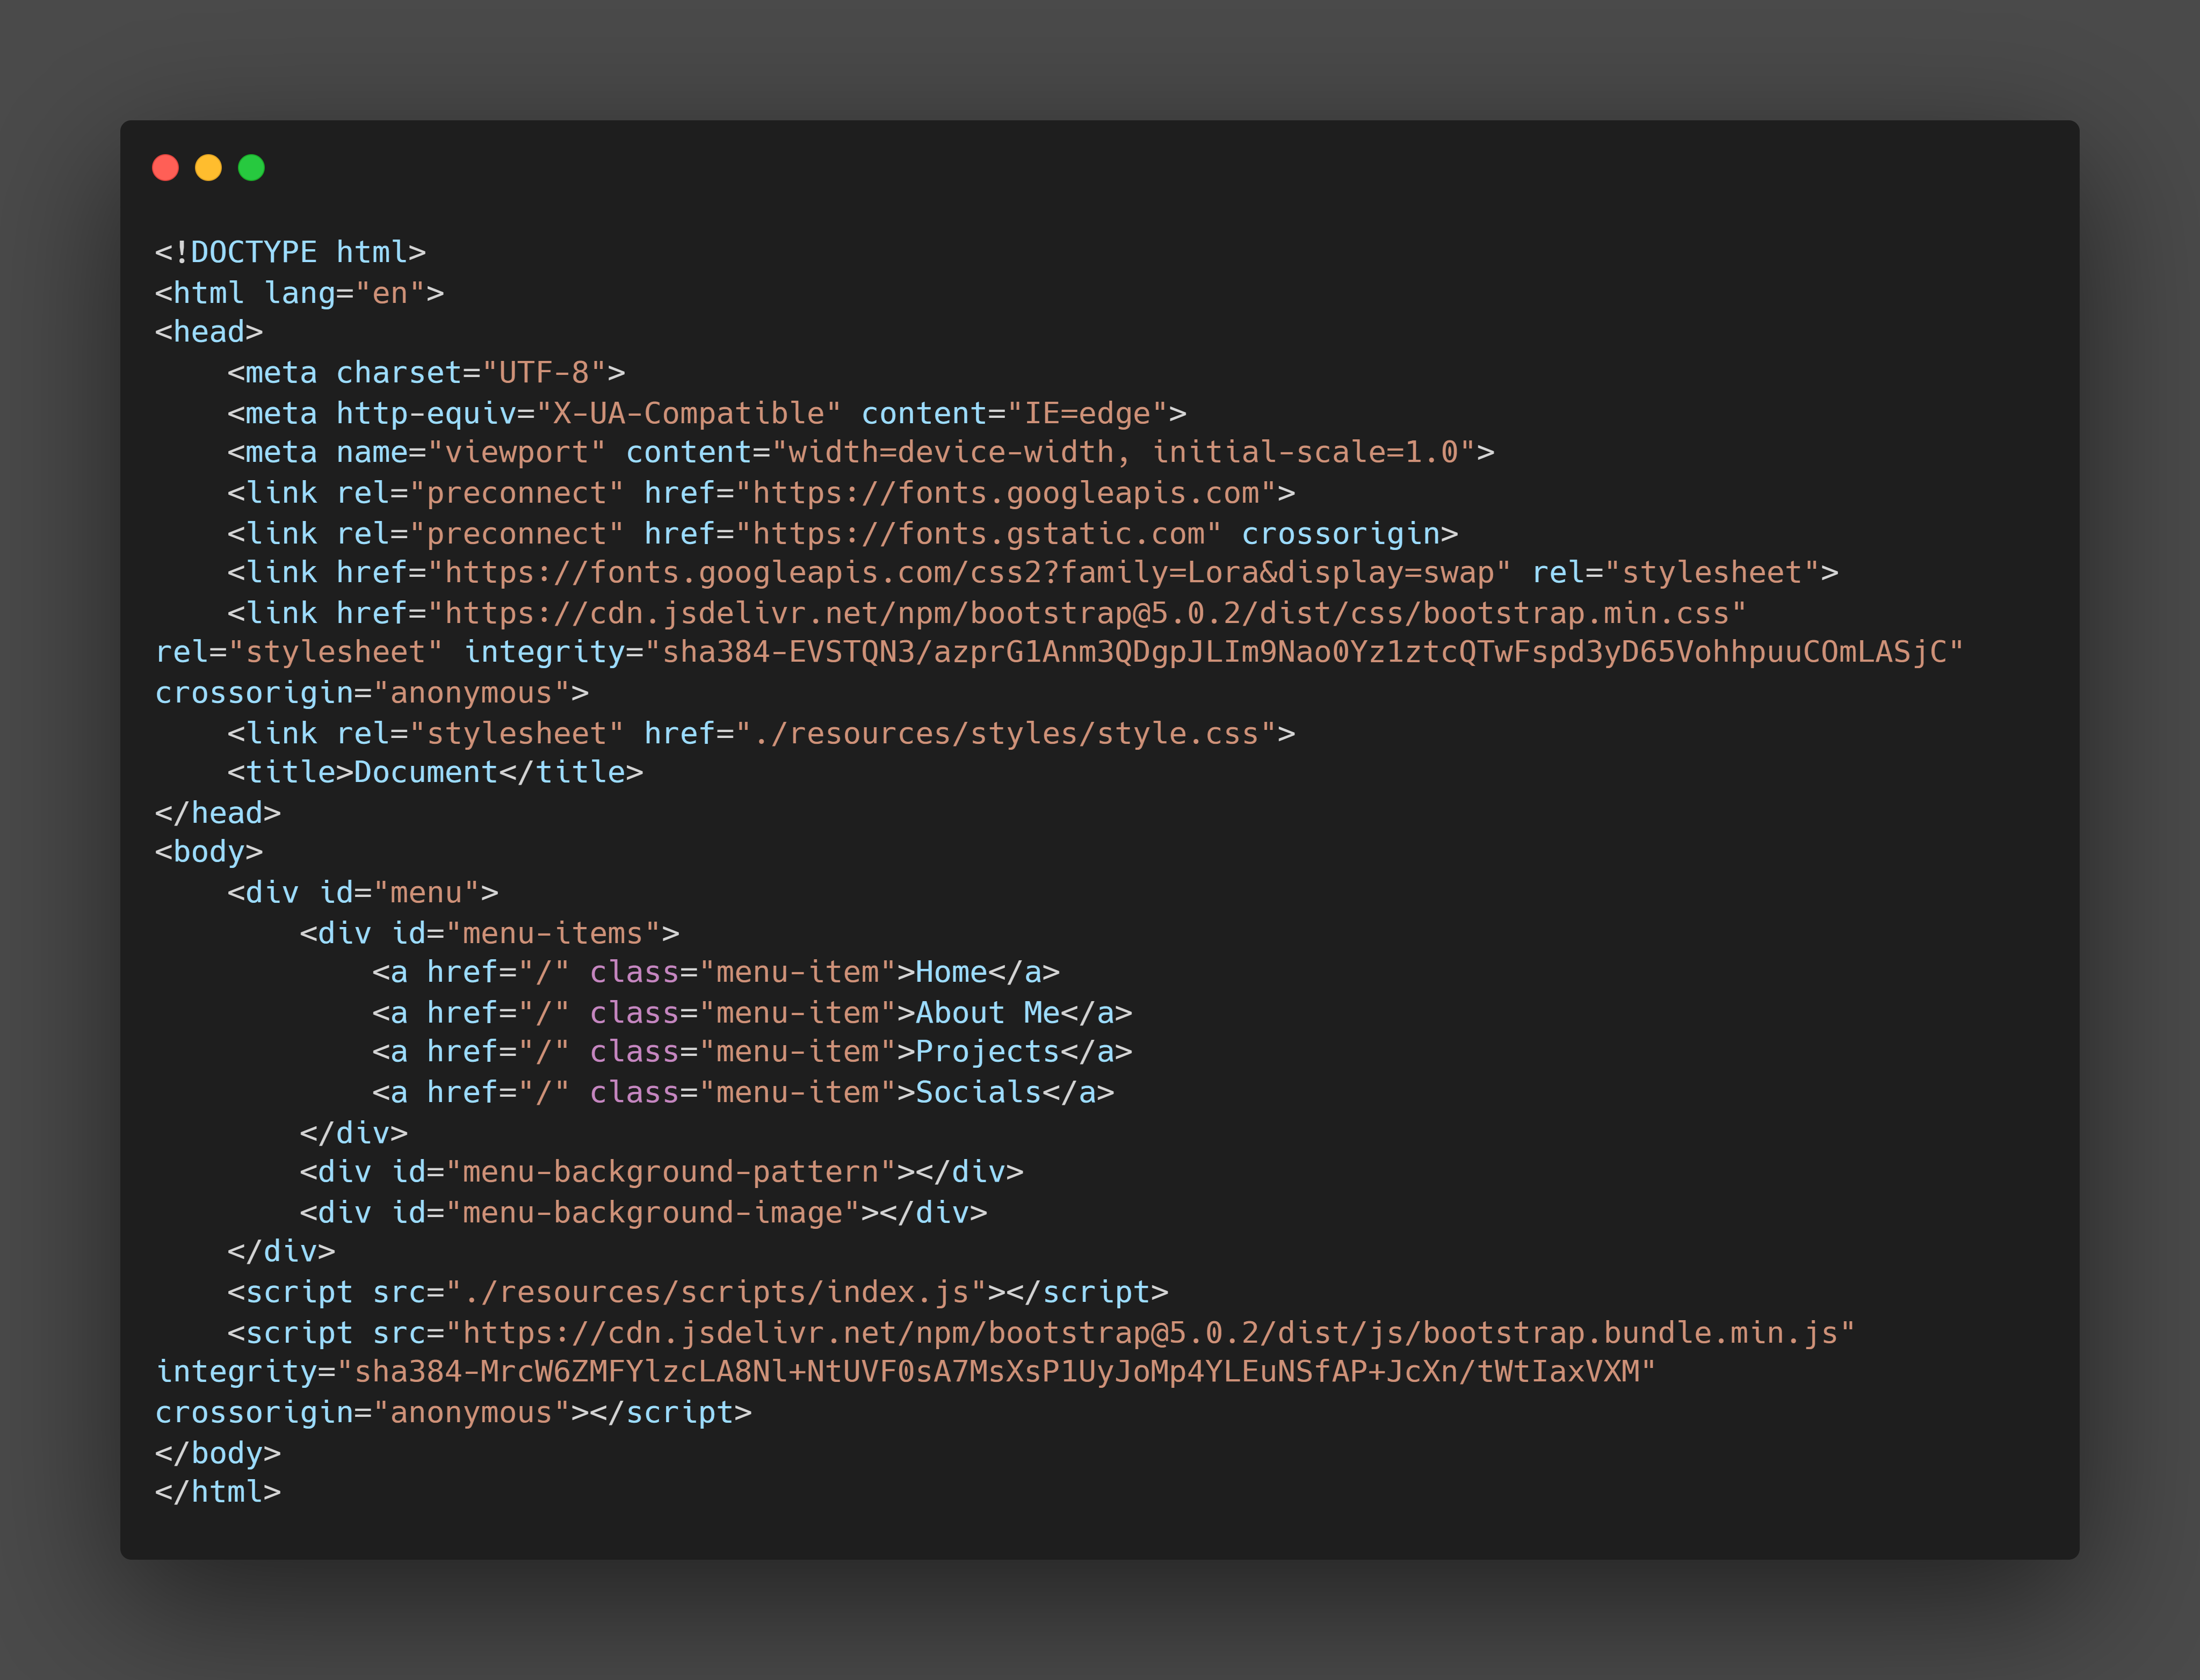 <!DOCTYPE html>
<html lang="en">
<head>
    <meta charset="UTF-8">
    <meta http-equiv="X-UA-Compatible" content="IE=edge">
    <meta name="viewport" content="width=device-width, initial-scale=1.0">
    <link rel="preconnect" href="https://fonts.googleapis.com">
    <link rel="preconnect" href="https://fonts.gstatic.com" crossorigin>
    <link href="https://fonts.googleapis.com/css2?family=Lora&display=swap" rel="stylesheet">
    <link href="https://cdn.jsdelivr.net/npm/bootstrap@5.0.2/dist/css/bootstrap.min.css"
rel="stylesheet" integrity="sha384-EVSTQN3/azprG1Anm3QDgpJLIm9Nao0Yz1ztcQTwFspd3yD65VohhpuuCOmLASjC"
crossorigin="anonymous">
    <link rel="stylesheet" href="./resources/styles/style.css">
    <title>Document</title>
</head>
<body>
    <div id="menu">
        <div id="menu-items">
            <a href="/" class="menu-item">Home</a>
            <a href="/" class="menu-item">About Me</a>
            <a href="/" class="menu-item">Projects</a>
            <a href="/" class="menu-item">Socials</a>
        </div>
        <div id="menu-background-pattern"></div>
        <div id="menu-background-image"></div>
    </div>
    <script src="./resources/scripts/index.js"></script>
    <script src="https://cdn.jsdelivr.net/npm/bootstrap@5.0.2/dist/js/bootstrap.bundle.min.js"
integrity="sha384-MrcW6ZMFYlzcLA8Nl+NtUVF0sA7MsXsP1UyJoMp4YLEuNSfAP+JcXn/tWtIaxVXM"
crossorigin="anonymous"></script>
</body>
</html>